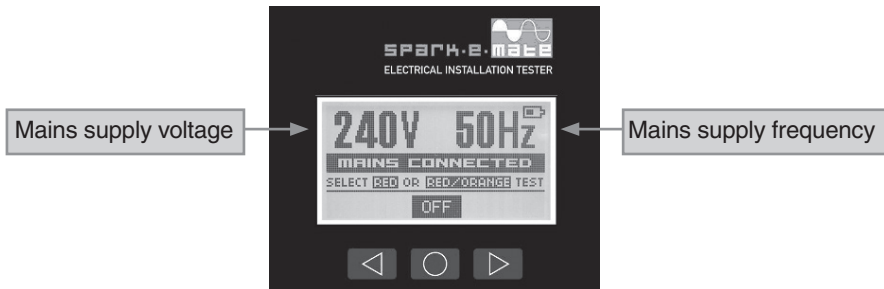 spark·e·mate
ELECTRICAL INSTALLATION TESTER
Mains supply voltage
240V 50Hz
Mains supply frequency
MAINS CONNECTED
SELECT RED OR RED/ORANGE TEST
OFF